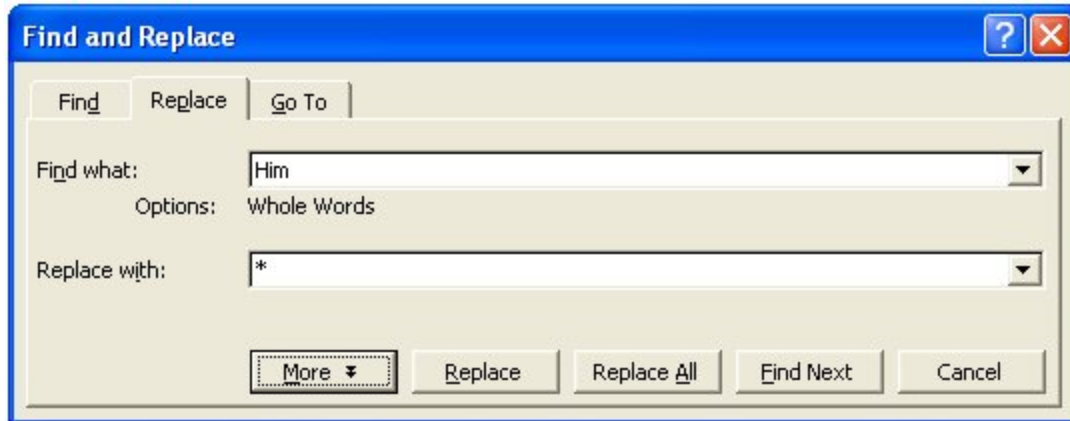 Find and Replace
Find Replace Go To
Find what: Him
Options: Whole Words
Replace with: *
More Replace Replace All Find Next Cancel